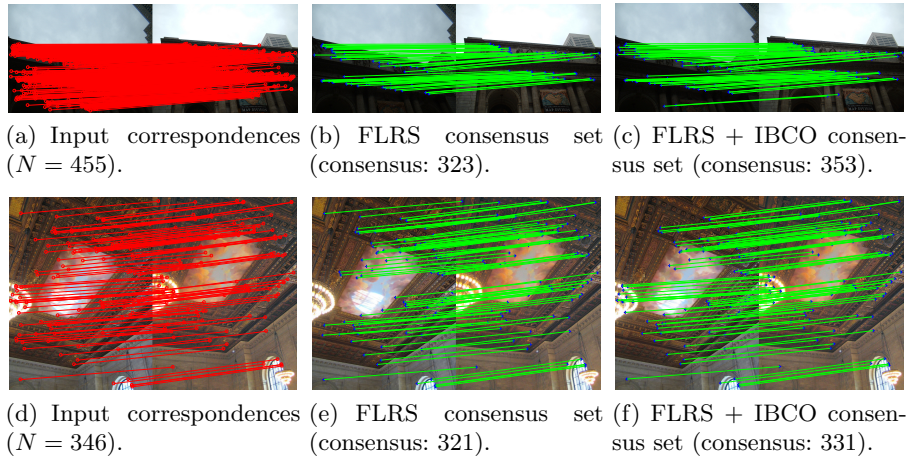 (a) Input correspondences
(N = 455).
(b) FLRS consensus set
(consensus: 323).
(c) FLRS + IBCO consen-
sus set (consensus: 353).
(d) Input correspondences
(N = 346).
(e) FLRS consensus set
(consensus: 321).
(f) FLRS + IBCO consen-
sus set (consensus: 331).